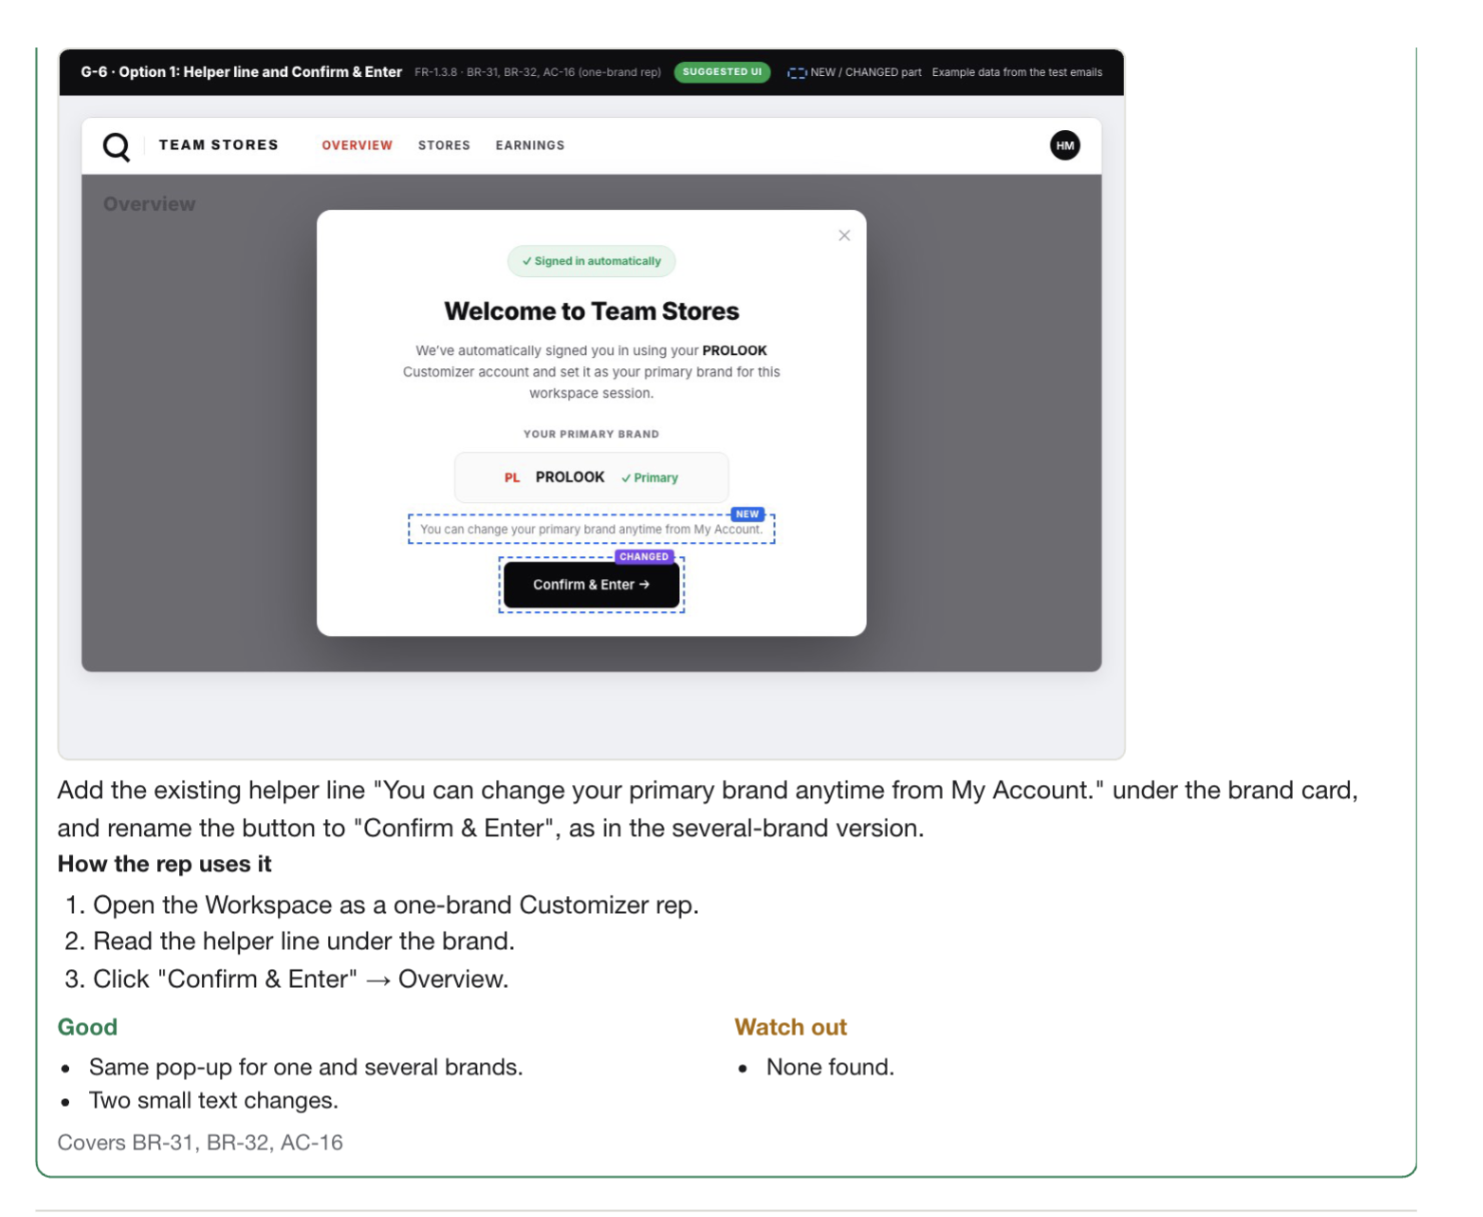 G-6 · Option 1: Helper line and Confirm & Enter FR-1.3.8 · BR-31, BR-32, AC-16 (one-brand rep) SUGGESTED UI NEW / CHANGED part Example data from the test emails
TEAM STORES OVERVIEW STORES EARNINGS HM
Overview
✓ Signed in automatically
Welcome to Team Stores
We've automatically signed you in using your PROLOOK
Customizer account and set it as your primary brand for this
workspace session.
YOUR PRIMARY BRAND
PL PROLOOK ✓ Primary
NEW
You can change your primary brand anytime from My Account.
CHANGED
Confirm & Enter →
Add the existing helper line "You can change your primary brand anytime from My Account." under the brand card,
and rename the button to "Confirm & Enter", as in the several-brand version.
How the rep uses it
1. Open the Workspace as a one-brand Customizer rep.
2. Read the helper line under the brand.
3. Click "Confirm & Enter" → Overview.
Good
• Same pop-up for one and several brands.
• Two small text changes.
Watch out
• None found.
Covers BR-31, BR-32, AC-16